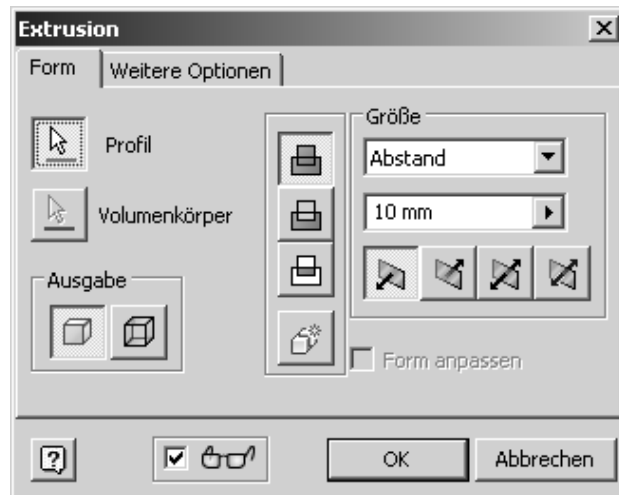 Extrusion
Form
Weitere Optionen
Profil
Volumenkörper
Ausgabe
Größe
Abstand
10 mm
Form anpassen
OK
Abbrechen